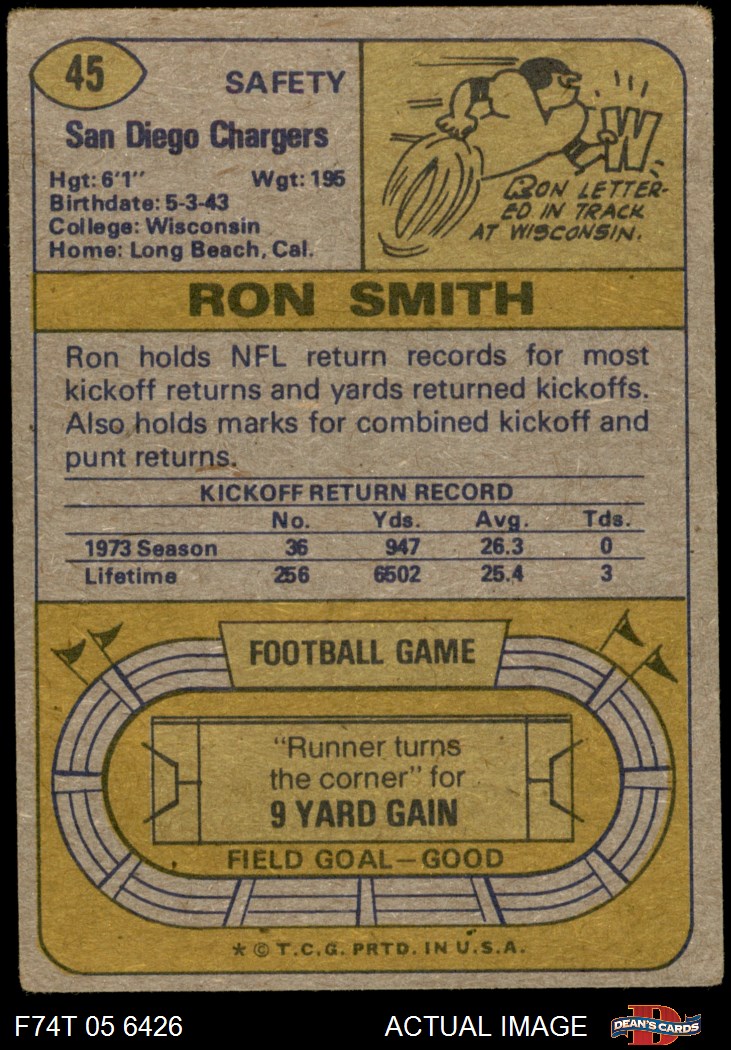 45
SAFETY
San Diego Chargers
Hgt: 6'1" Wgt: 195
Birthdate: 5-3-43
College: Wisconsin
Home: Long Beach, Cal.
W
RON LETTER-
ED IN TRACK
AT WISCONSIN.
RON SMITH
Ron holds NFL return records for most
kickoff returns and yards returned kickoffs.
Also holds marks for combined kickoff and
punt returns.
KICKOFF RETURN RECORD
No. Yds. Avg. Tds.
1973 Season 36 947 26.3 0
Lifetime 256 6502 25.4 3
FOOTBALL GAME
"Runner turns
the corner" for
9 YARD GAIN
FIELD GOAL—GOOD
* © T.C.G. PRTD. IN U.S.A.
F74T 05 6426 ACTUAL IMAGE
D
DEAN'S CARDS